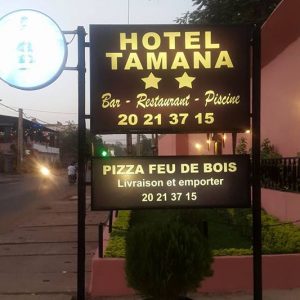 HOTEL
TAMANA
Bar - Restaurant - Piscine
20 21 37 15
PIZZA FEU DE BOIS
Livraison et emporter
20 21 37 15